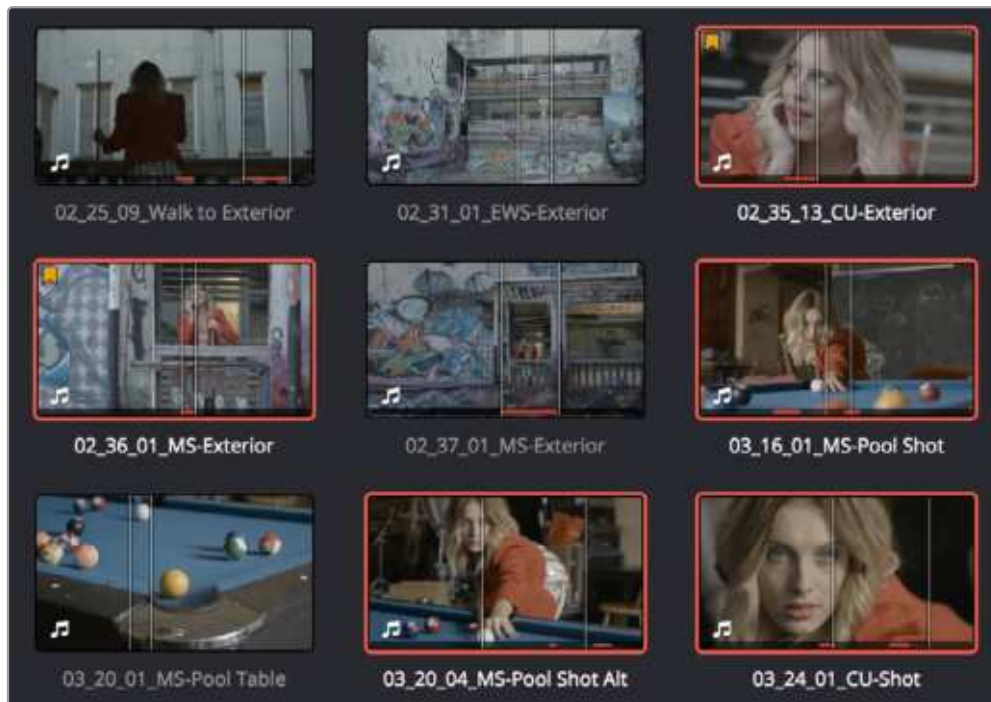 02_25_09_Walk to Exterior
02_31_01_EWS-Exterior
02_35_13_CU-Exterior
02_36_01_MS-Exterior
02_37_01_MS-Exterior
03_16_01_MS-Pool Shot
03_20_01_MS-Pool Table
03_20_04_MS-Pool Shot Alt
03_24_01_CU-Shot